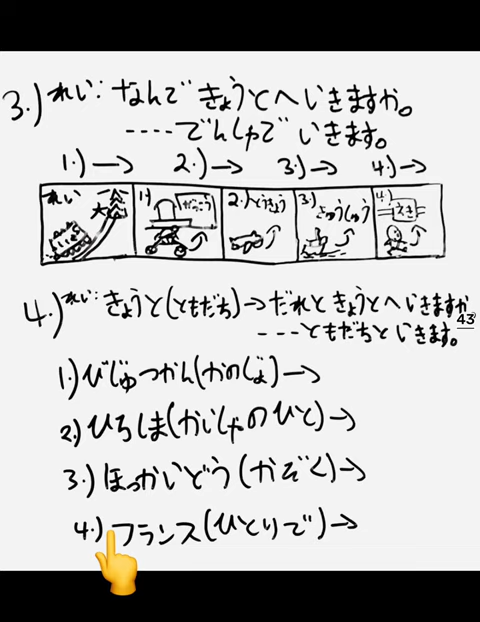 3.) れい: なんで きょうとへ いきますか。
---- でんしゃで いきます。
1.) → 2.) → 3.) → 4.) →
れい 大 1.) がっこう 2.) とうきょう 3.) きゅうしゅう 4.) えき
4.) れい: きょうと(ともだち) → だれと きょうとへ いきますか。
43
--- ともだちと いきます。
1.) びじゅつかん(かのじょ) →
2.) ひろしま(かいしゃのひと) →
3.) ほっかいどう(かぞく) →
4.) フランス(ひとりで) →